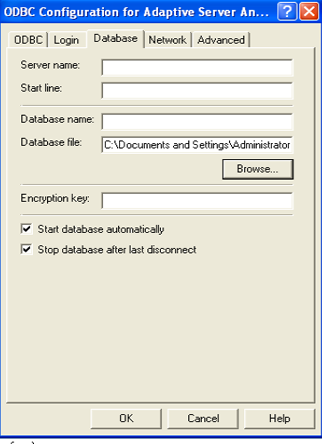 ODBC Configuration for Adaptive Server An...
ODBC Login Database Network Advanced
Server name:
Start line:
Database name:
Database file: C:\Documents and Settings\Administrator
Browse...
Encryption key:
Start database automatically
Stop database after last disconnect
OK Cancel Help